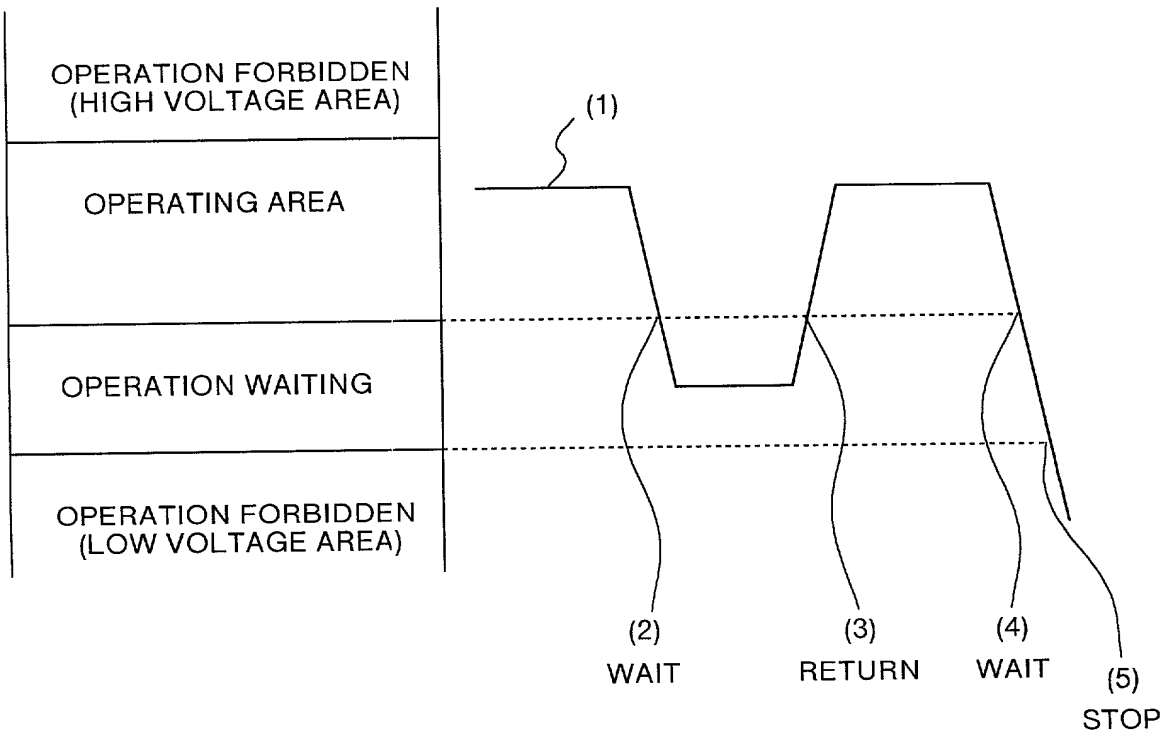 OPERATION FORBIDDEN
(HIGH VOLTAGE AREA)
(1)
OPERATING AREA
OPERATION WAITING
OPERATION FORBIDDEN
(LOW VOLTAGE AREA)
(2)
WAIT
(3)
RETURN
(4)
WAIT
(5)
STOP